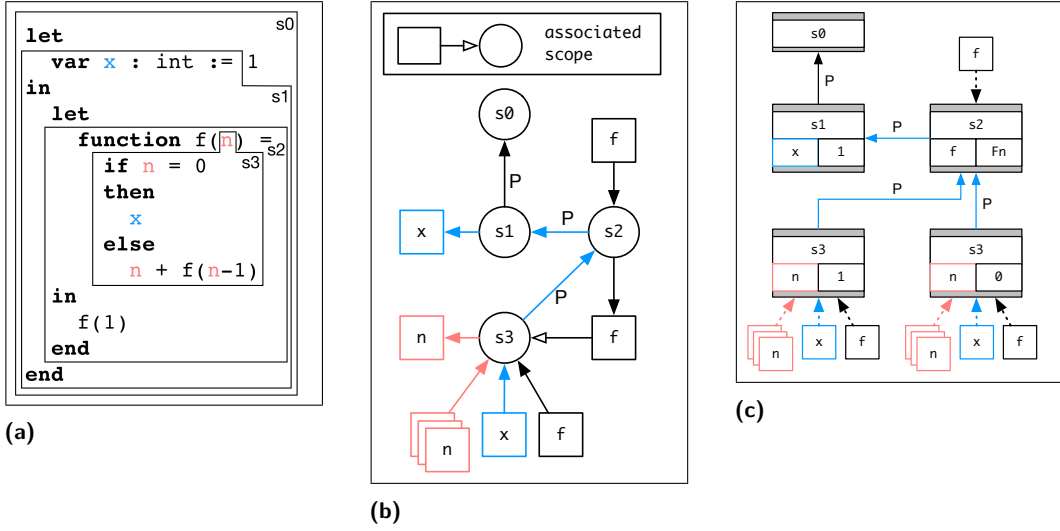 s0
let
var x : int := 1
in
s1
let
function f(n) =
s2
if n = 0
s3
then
x
else
n + f(n-1)
in
f(1)
end
end
(a)
associated
scope
s0
f
P
x
s1
P
s2
P
n
s3
f
n
x
f
(b)
s0
f
P
s1
P
s2
x
1
f
Fn
P
P
s3
s3
n
1
n
0
n
x
f
n
x
f
(c)